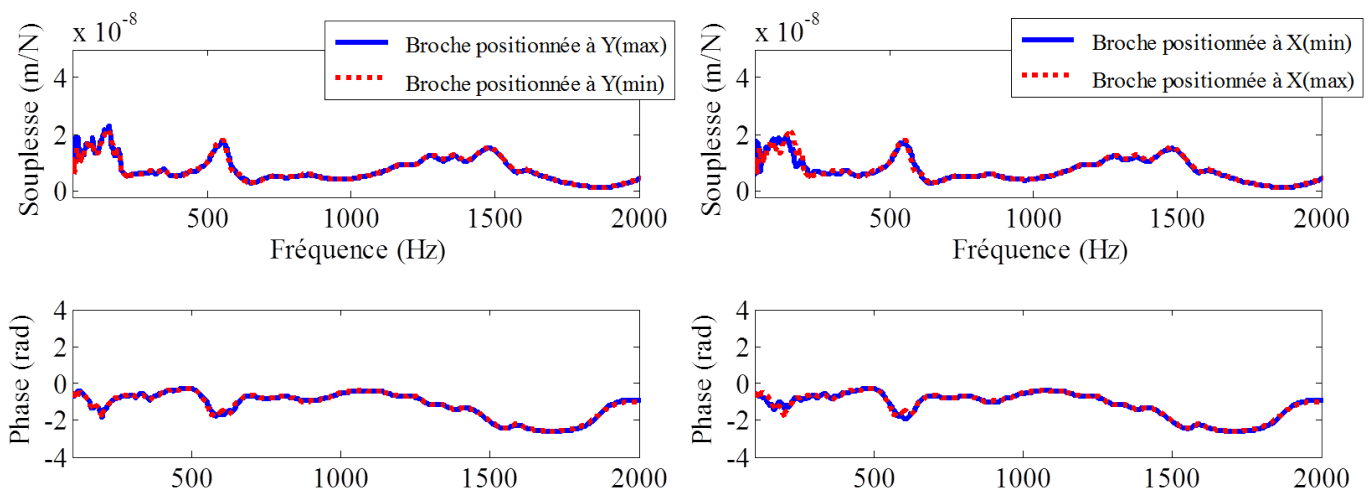 x 10⁻⁸
Souplesse (m/N)
4
2
0
Broche positionnée à Y(max)
Broche positionnée à Y(min)
500 1000 1500 2000
Fréquence (Hz)
x 10⁻⁸
Souplesse (m/N)
4
2
0
Broche positionnée à X(min)
Broche positionnée à X(max)
500 1000 1500 2000
Fréquence (Hz)
Phase (rad)
4
2
0
-2
-4
500 1000 1500 2000
Phase (rad)
4
2
0
-2
-4
500 1000 1500 2000